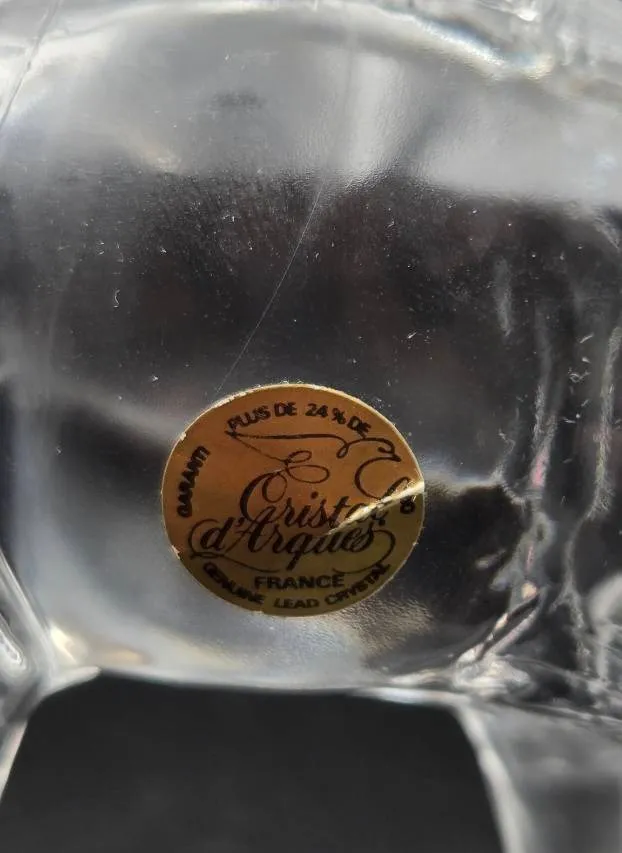 GARANTI PLUS DE 24 % DE
Cristal
d'Arques
FRANCE
GENUINE LEAD CRYSTAL